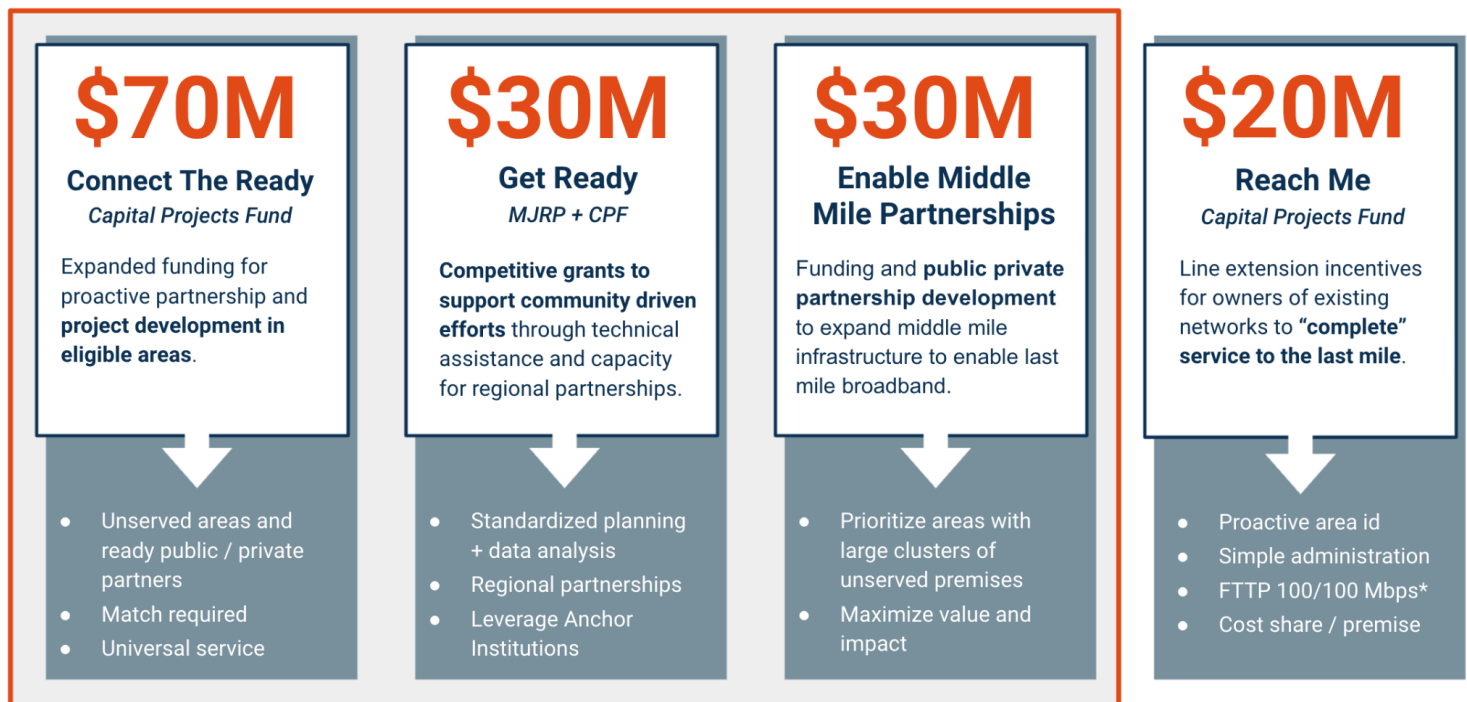 $70M
Connect The Ready
Capital Projects Fund
Expanded funding for
proactive partnership and
project development in
eligible areas.
● Unserved areas and
ready public / private
partners
● Match required
● Universal service
$30M
Get Ready
MJRP + CPF
Competitive grants to
support community driven
efforts through technical
assistance and capacity
for regional partnerships.
● Standardized planning
+ data analysis
● Regional partnerships
● Leverage Anchor
Institutions
$30M
Enable Middle
Mile Partnerships
Funding and public private
partnership development
to expand middle mile
infrastructure to enable last
mile broadband.
● Prioritize areas with
large clusters of
unserved premises
● Maximize value and
impact
$20M
Reach Me
Capital Projects Fund
Line extension incentives
for owners of existing
networks to “complete”
service to the last mile.
● Proactive area id
● Simple administration
● FTTP 100/100 Mbps*
● Cost share / premise